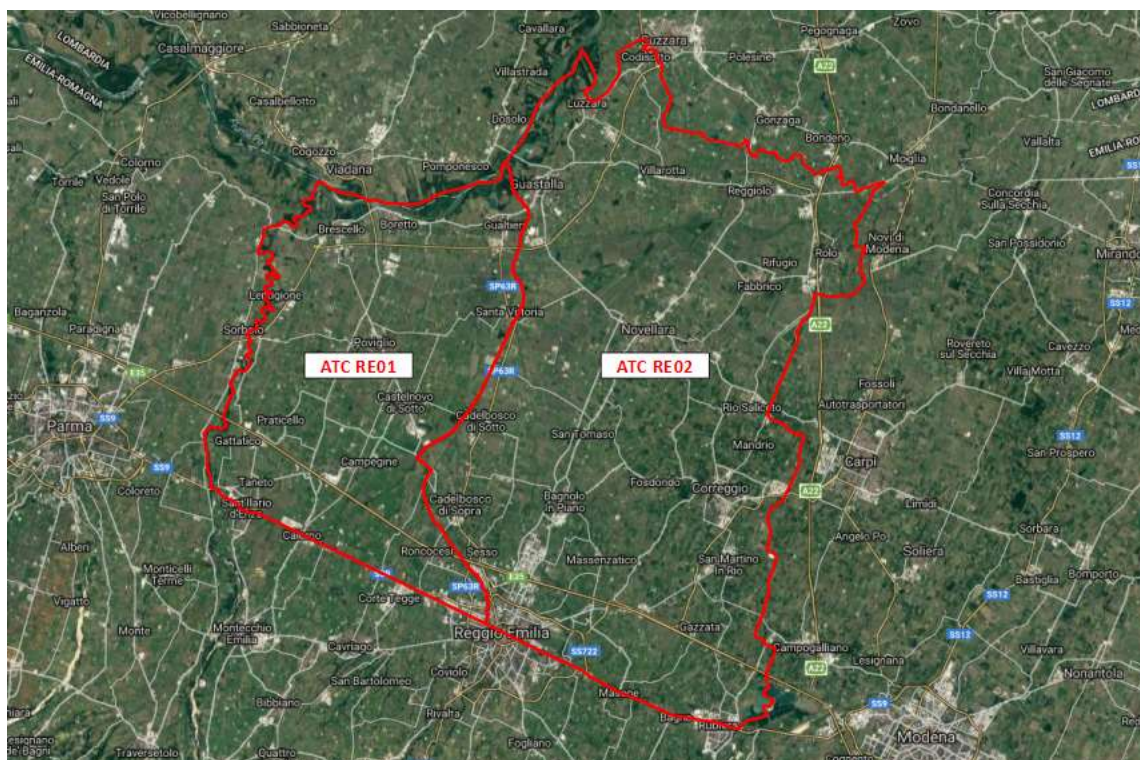 Vicobellignano
Sabbioneta
Cavallara
Zovo
Casalmaggiore
LOMBARDIA
EMILIA-ROMAGNA
Suzzara
Codisotto
Polesine
Pegognaga
A22
Villastrada
San Giacomo
delle Segnate
LOMBARDIA
EMILIA-ROMAGNA
Casalbellotto
Luzzara
Bondanello
Dosolo
Gonzaga
Bondeno
Vallalta
Cogozzo
Colorno
Viadana
Pomponesco
Moglia
Torrile
Vedole
Guastalla
Villarotta
Reggiolo
Concordia
Sulla Secchia
San Polo
di Torrile
Brescello
Boretto
Gualtieri
Novi di
Modena
San Possidonio
Rolo
Rifugio
Fabbrico
SP63R
SS12
Lentigione
Baganzola
Paradigna
Sorbolo
Santa Vittoria
Novellara
A22
Poviglio
Rovereto
sul Secchia
Cavezzo
ATC RE01
ATC RE02
SP63R
E35
Villa Motta
Castelnovo
di Sotto
Fossoli
SS9
Parma
Praticello
Cadelbosco
di Sotto
Rio Saliceto
Autotrasportatori
Gattatico
San Tomaso
Mandrio
SS12
San Prospero
SS9
Coloreto
Taneto
Campegine
Carpi
Sant'Ilario
d'Enza
Cadelbosco
di Sopra
Bagnolo
in Piano
Fosdondo
Correggio
A22
Limidi
Calerno
Sorbara
Alberi
Roncocesi
Sesso
Massenzatico
San Martino
In Rio
Angelo Po
Soliera
Monticelli
Terme
SP63R
E35
Bastiglia
Bomporto
Vigatto
Corte Tegge
SS12
Monte
Montecchio
Emilia
Cavriago
Reggio Emilia
Gazzata
SS722
Campogalliano
A22
Lesignana
SS12
Villavara
Nonantola
San Bartolomeo
Coviolo
Bibbiano
Rivalta
Masone
SS9
Rubiera
Modena
Traversetolo
Quattro
Fogliano